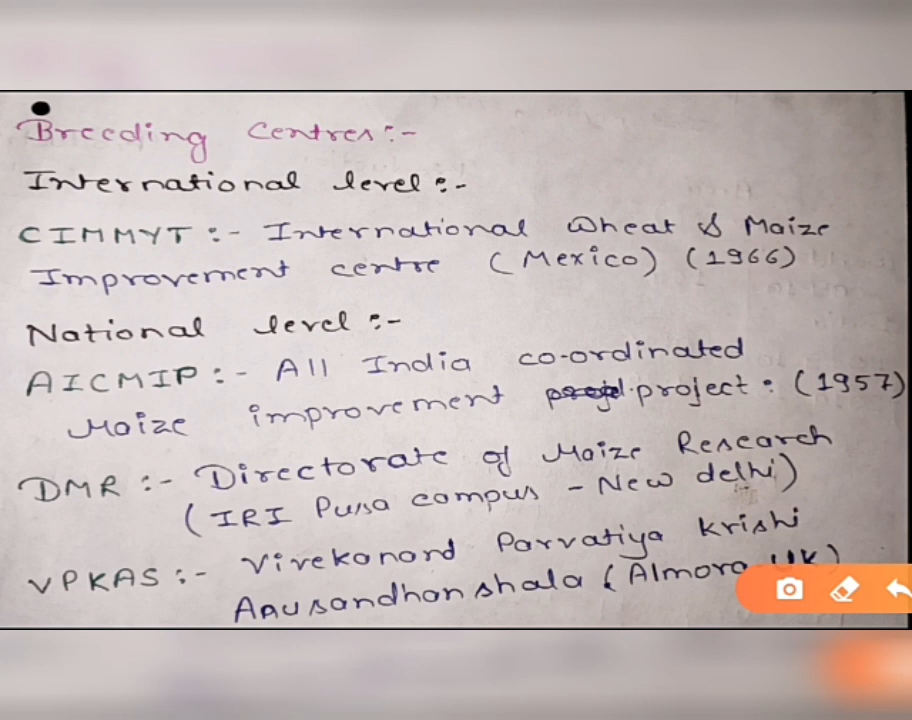 Breeding Centres:-
International level:-
CIMMYT:- International Wheat & Maize
Improvement centre (Mexico) (1966)
National level:-
AICMIP:- All India co-ordinated
Maize improvement project: (1957)
DMR:- Directorate of Maize Research
(IRI Pusa campus - New delhi)
VPKAS:- Vivekanand Parvatiya Krishi
Anusandhan shala (Almora UK)